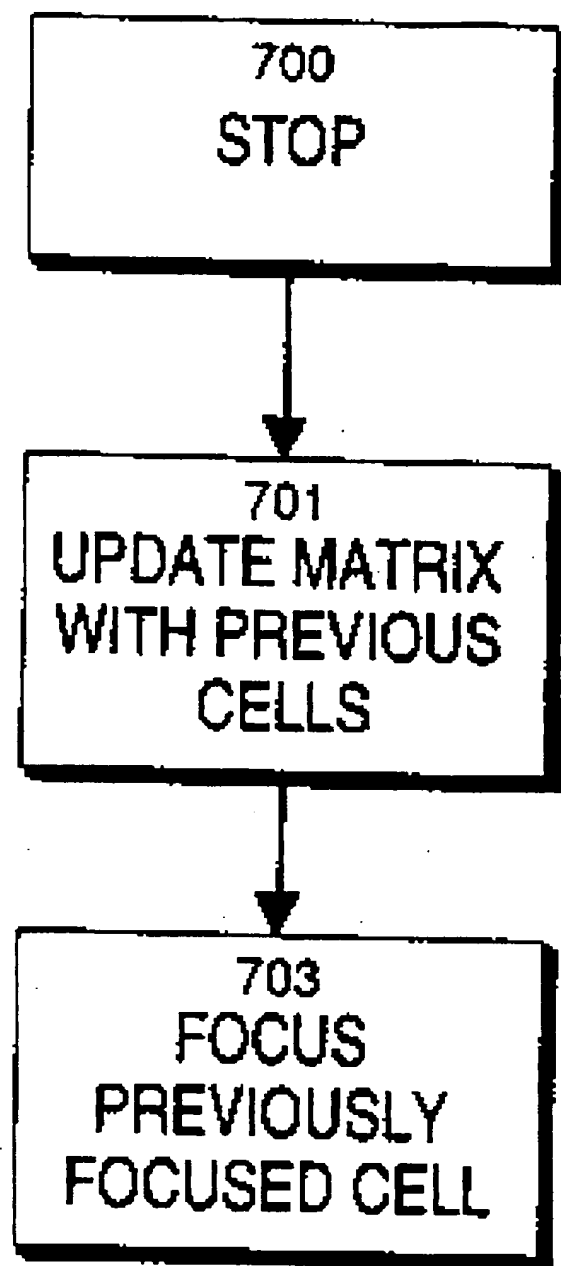 700
STOP
701
UPDATE MATRIX
WITH PREVIOUS
CELLS
703
FOCUS
PREVIOUSLY
FOCUSED CELL